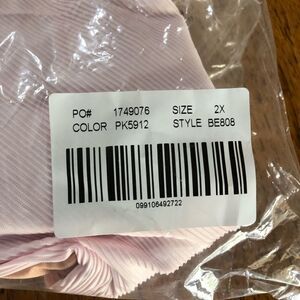 PO# 1749076 SIZE 2X
COLOR PK5912 STYLE BE808
099106492722